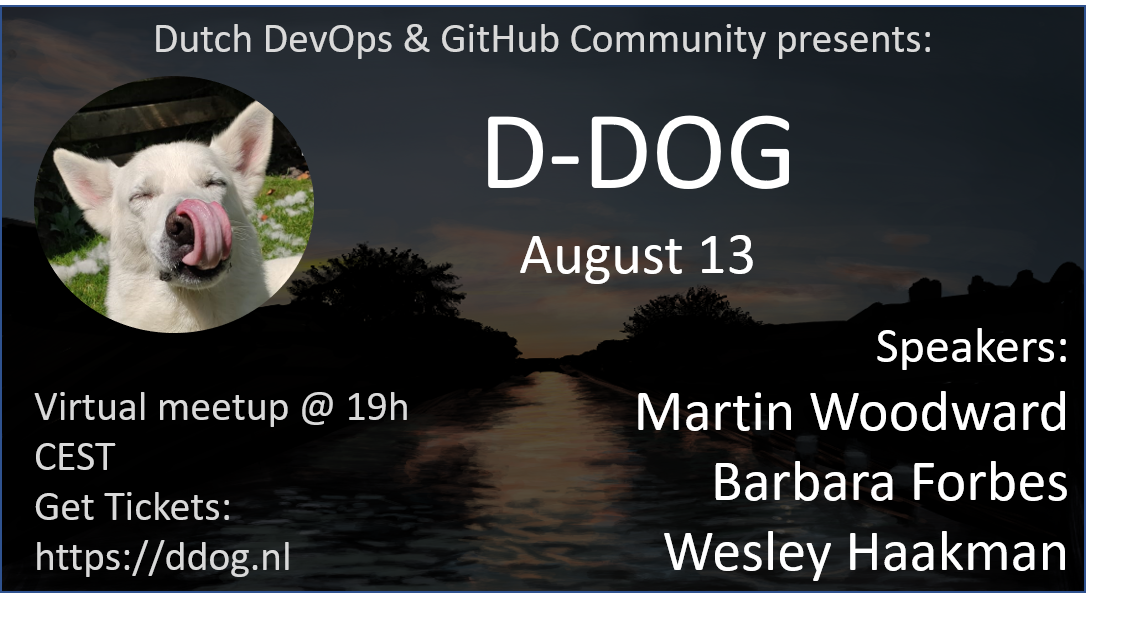 Dutch DevOps & GitHub Community presents:
D-DOG
August 13
Speakers:
Martin Woodward
Barbara Forbes
Wesley Haakman
Virtual meetup @ 19h
CEST
Get Tickets:
https://ddog.nl